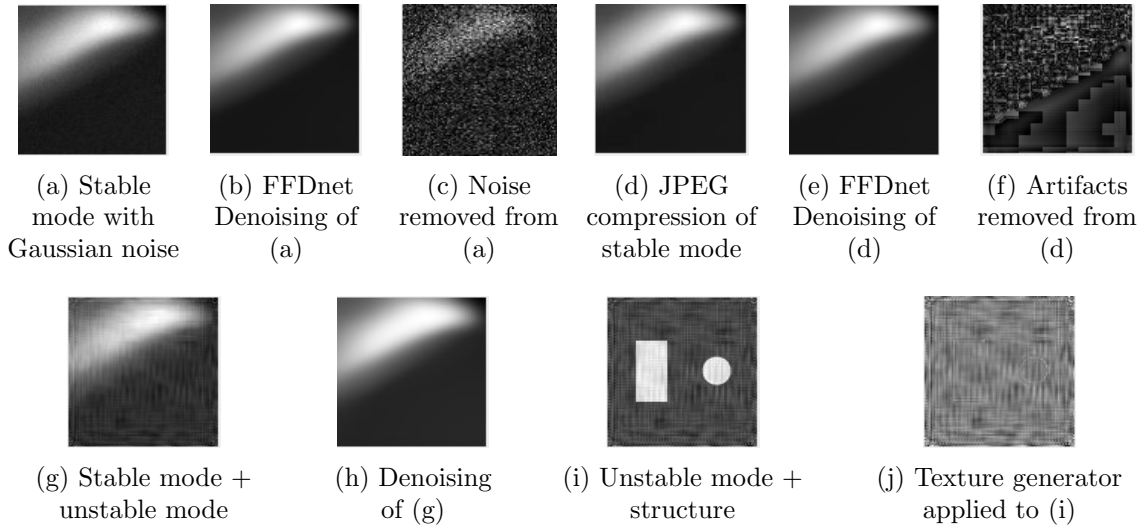 (a) Stable
mode with
Gaussian noise
(b) FFDnet
Denoising of
(a)
(c) Noise
removed from
(a)
(d) JPEG
compression of
stable mode
(e) FFDnet
Denoising of
(d)
(f) Artifacts
removed from
(d)
(g) Stable mode +
unstable mode
(h) Denoising
of (g)
(i) Unstable mode +
structure
(j) Texture generator
applied to (i)